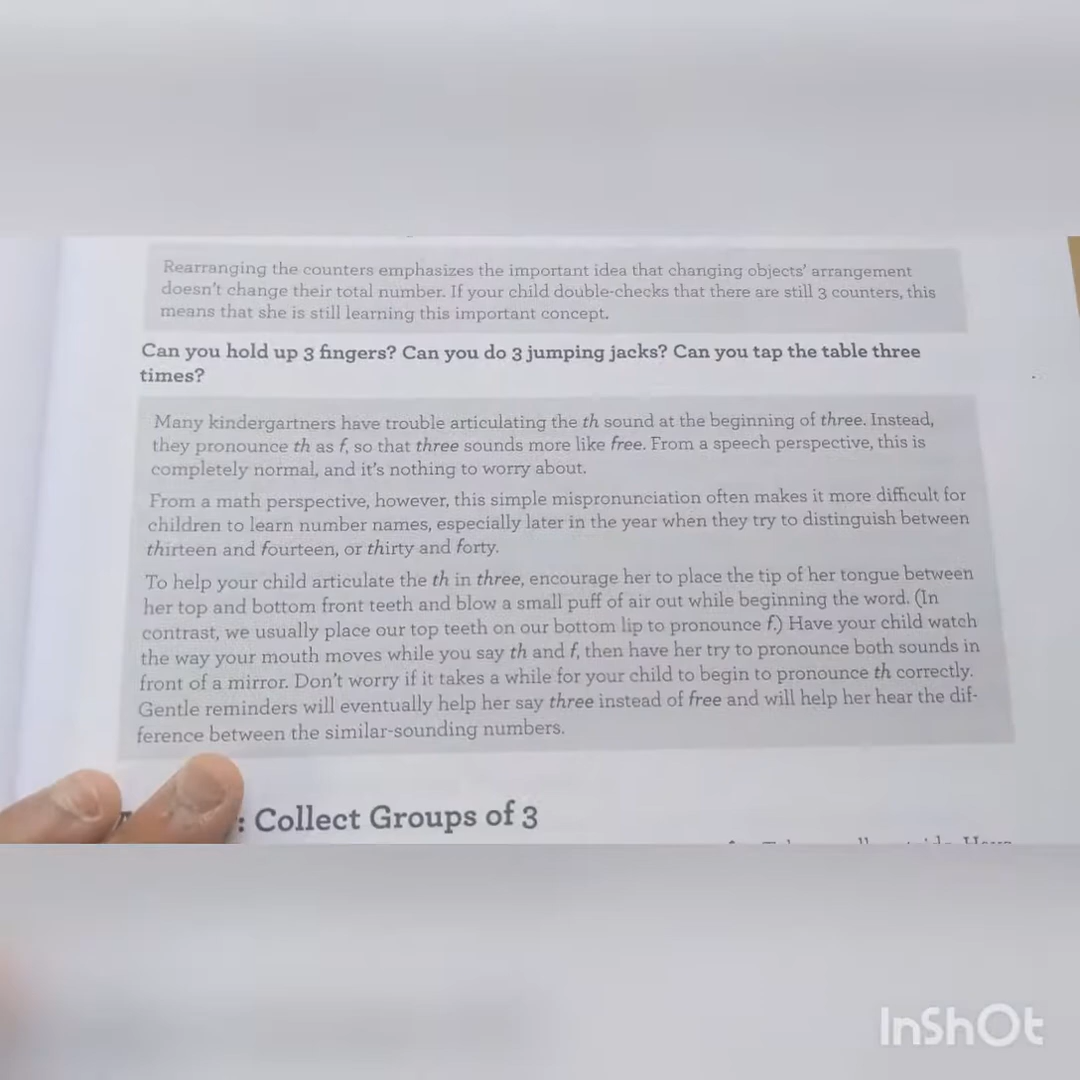 Rearranging the counters emphasizes the important idea that changing objects' arrangement
doesn't change their total number. If your child double-checks that there are still 3 counters, this
means that she is still learning this important concept.
Can you hold up 3 fingers? Can you do 3 jumping jacks? Can you tap the table three
times?
Many kindergartners have trouble articulating the th sound at the beginning of three. Instead,
they pronounce th as f, so that three sounds more like free. From a speech perspective, this is
completely normal, and it's nothing to worry about.
From a math perspective, however, this simple mispronunciation often makes it more difficult for
children to learn number names, especially later in the year when they try to distinguish between
thirteen and fourteen, or thirty and forty.
To help your child articulate the th in three, encourage her to place the tip of her tongue between
her top and bottom front teeth and blow a small puff of air out while beginning the word. (In
contrast, we usually place our top teeth on our bottom lip to pronounce f.) Have your child watch
the way your mouth moves while you say th and f, then have her try to pronounce both sounds in
front of a mirror. Don't worry if it takes a while for your child to begin to pronounce th correctly.
Gentle reminders will eventually help her say three instead of free and will help her hear the dif-
ference between the similar-sounding numbers.
: Collect Groups of 3
InShOt